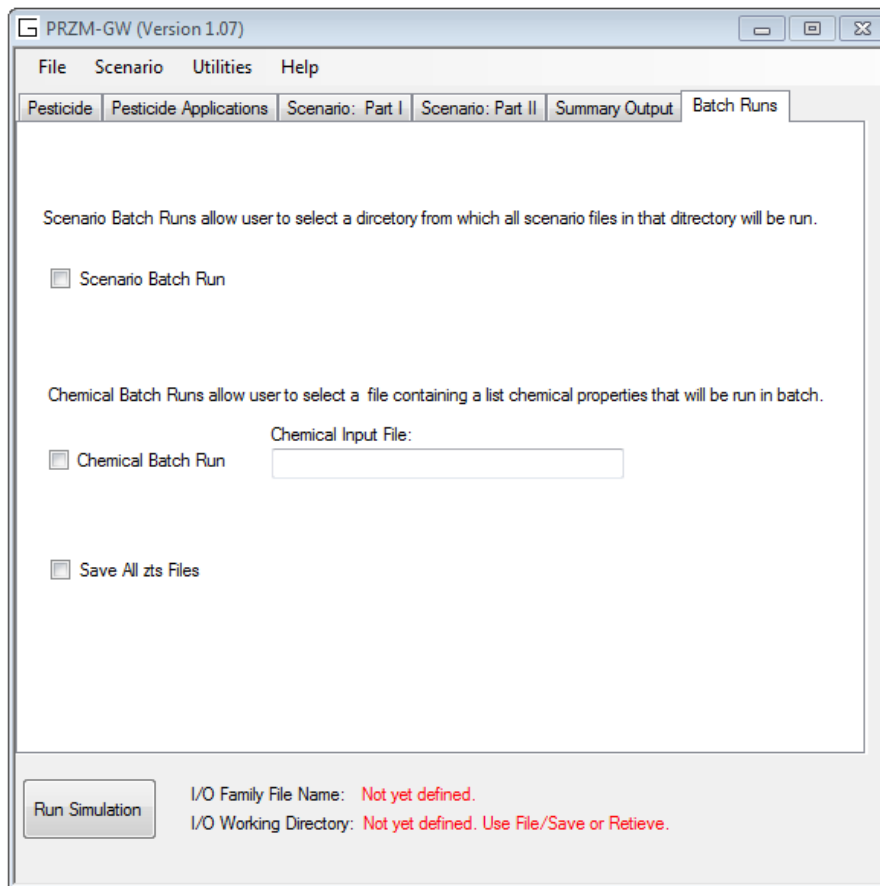 PRZM-GW (Version 1.07)
File Scenario Utilities Help
Pesticide Pesticide Applications Scenario: Part I Scenario: Part II Summary Output Batch Runs
Scenario Batch Runs allow user to select a dircetory from which all scenario files in that ditrectory will be run.
Scenario Batch Run
Chemical Batch Runs allow user to select a file containing a list chemical properties that will be run in batch.
Chemical Input File:
Chemical Batch Run
Save All zts Files
Run Simulation
I/O Family File Name: Not yet defined.
I/O Working Directory: Not yet defined. Use File/Save or Retieve.